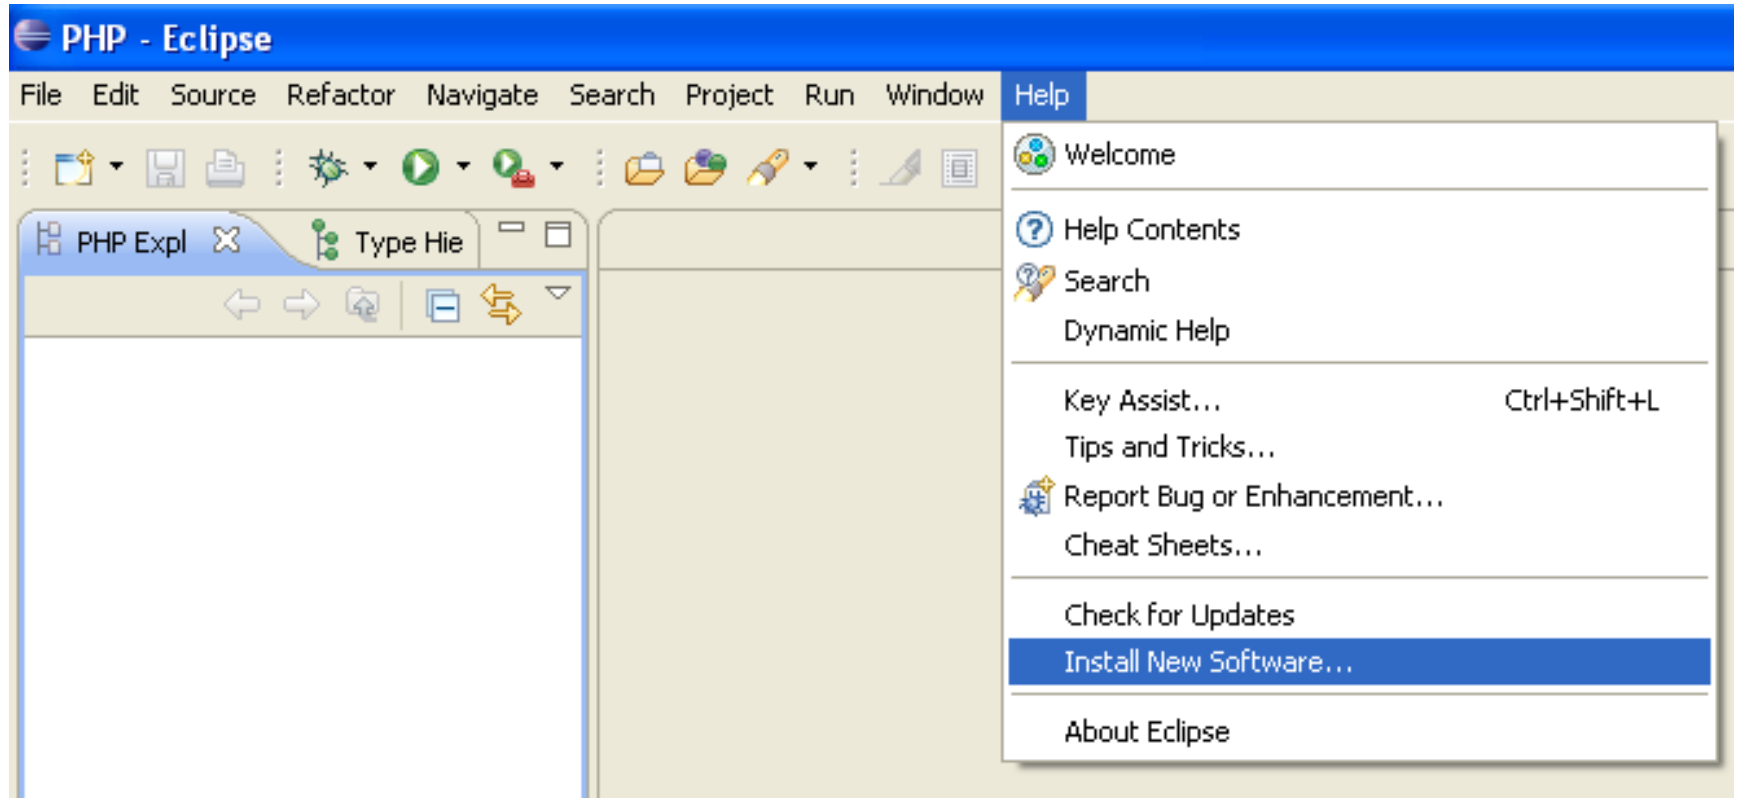 PHP - Eclipse
File Edit Source Refactor Navigate Search Project Run Window Help
Welcome
PHP Expl Type Hie
Help Contents
Search
Dynamic Help
Key Assist... Ctrl+Shift+L
Tips and Tricks...
Report Bug or Enhancement...
Cheat Sheets...
Check for Updates
Install New Software...
About Eclipse